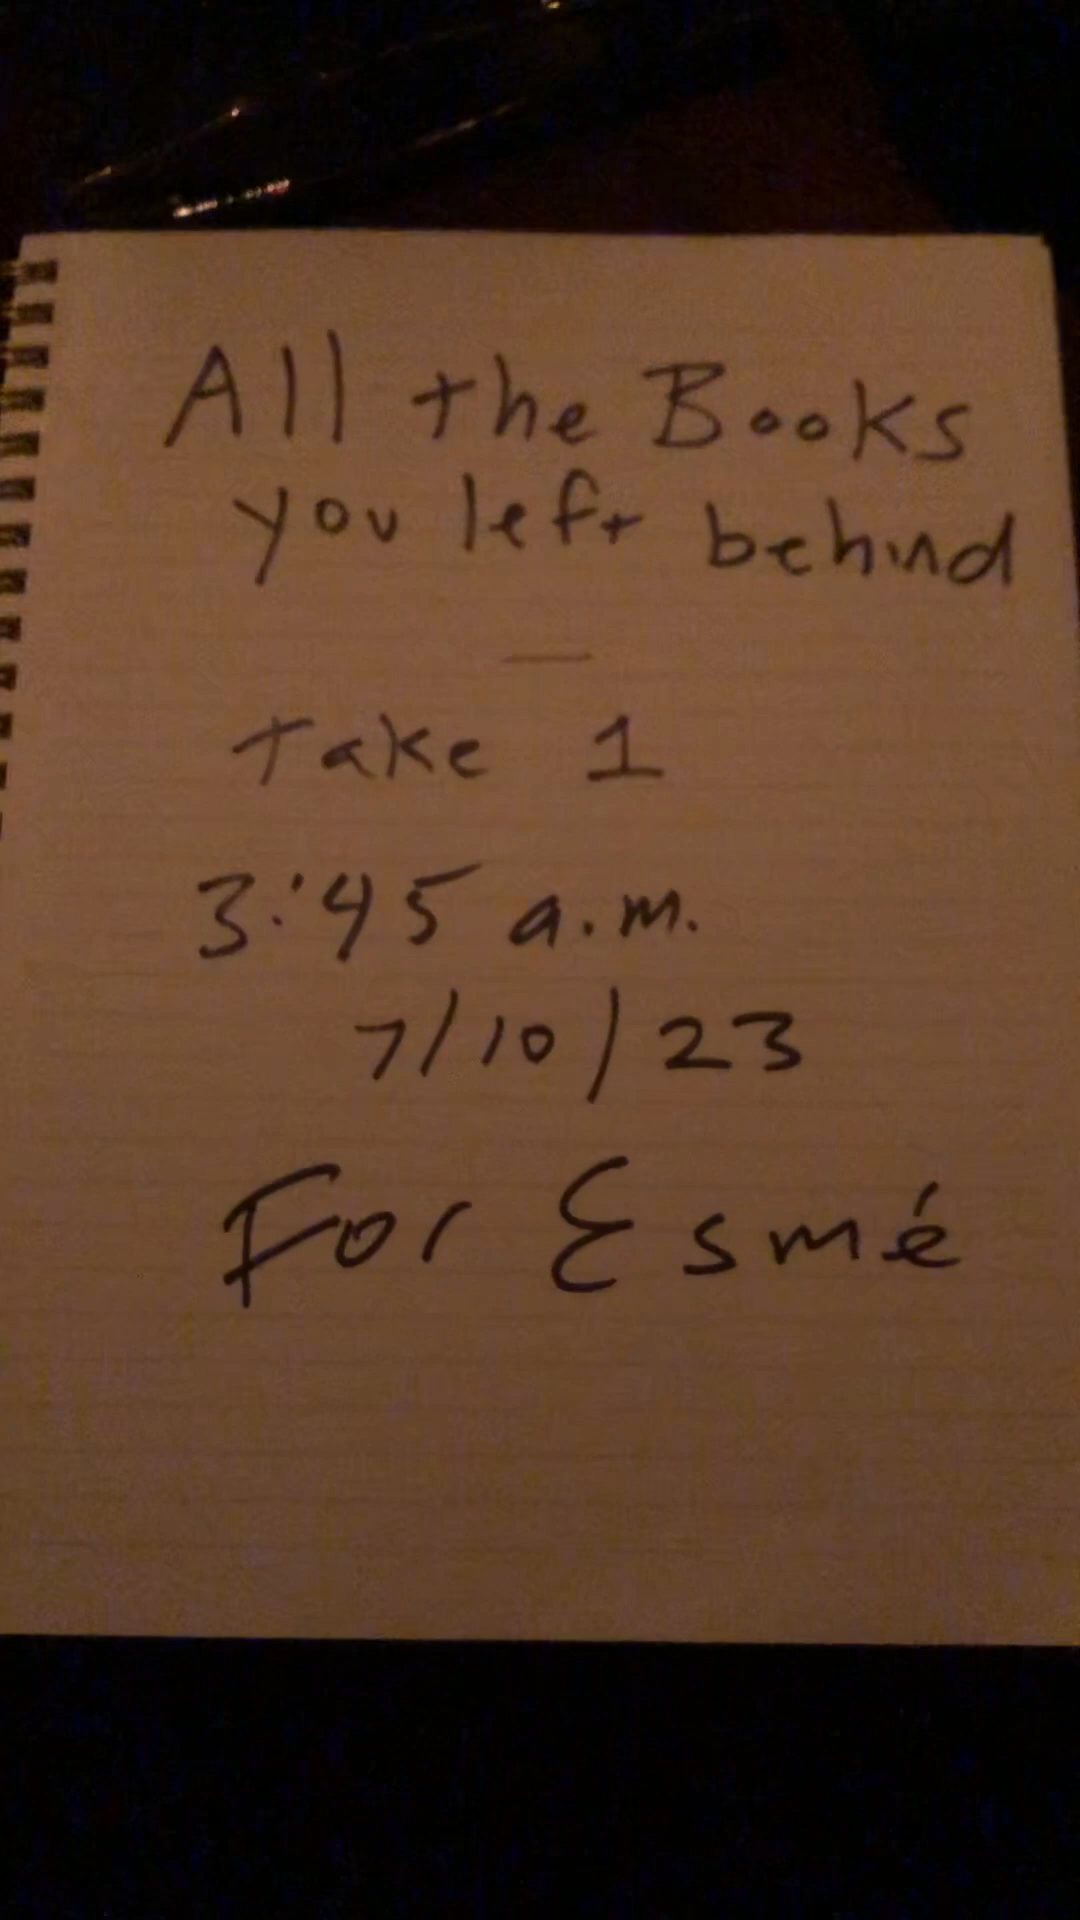 All the Books
you left behind
—
Take 1
3:45 a.m.
7/10/23
For Esmé